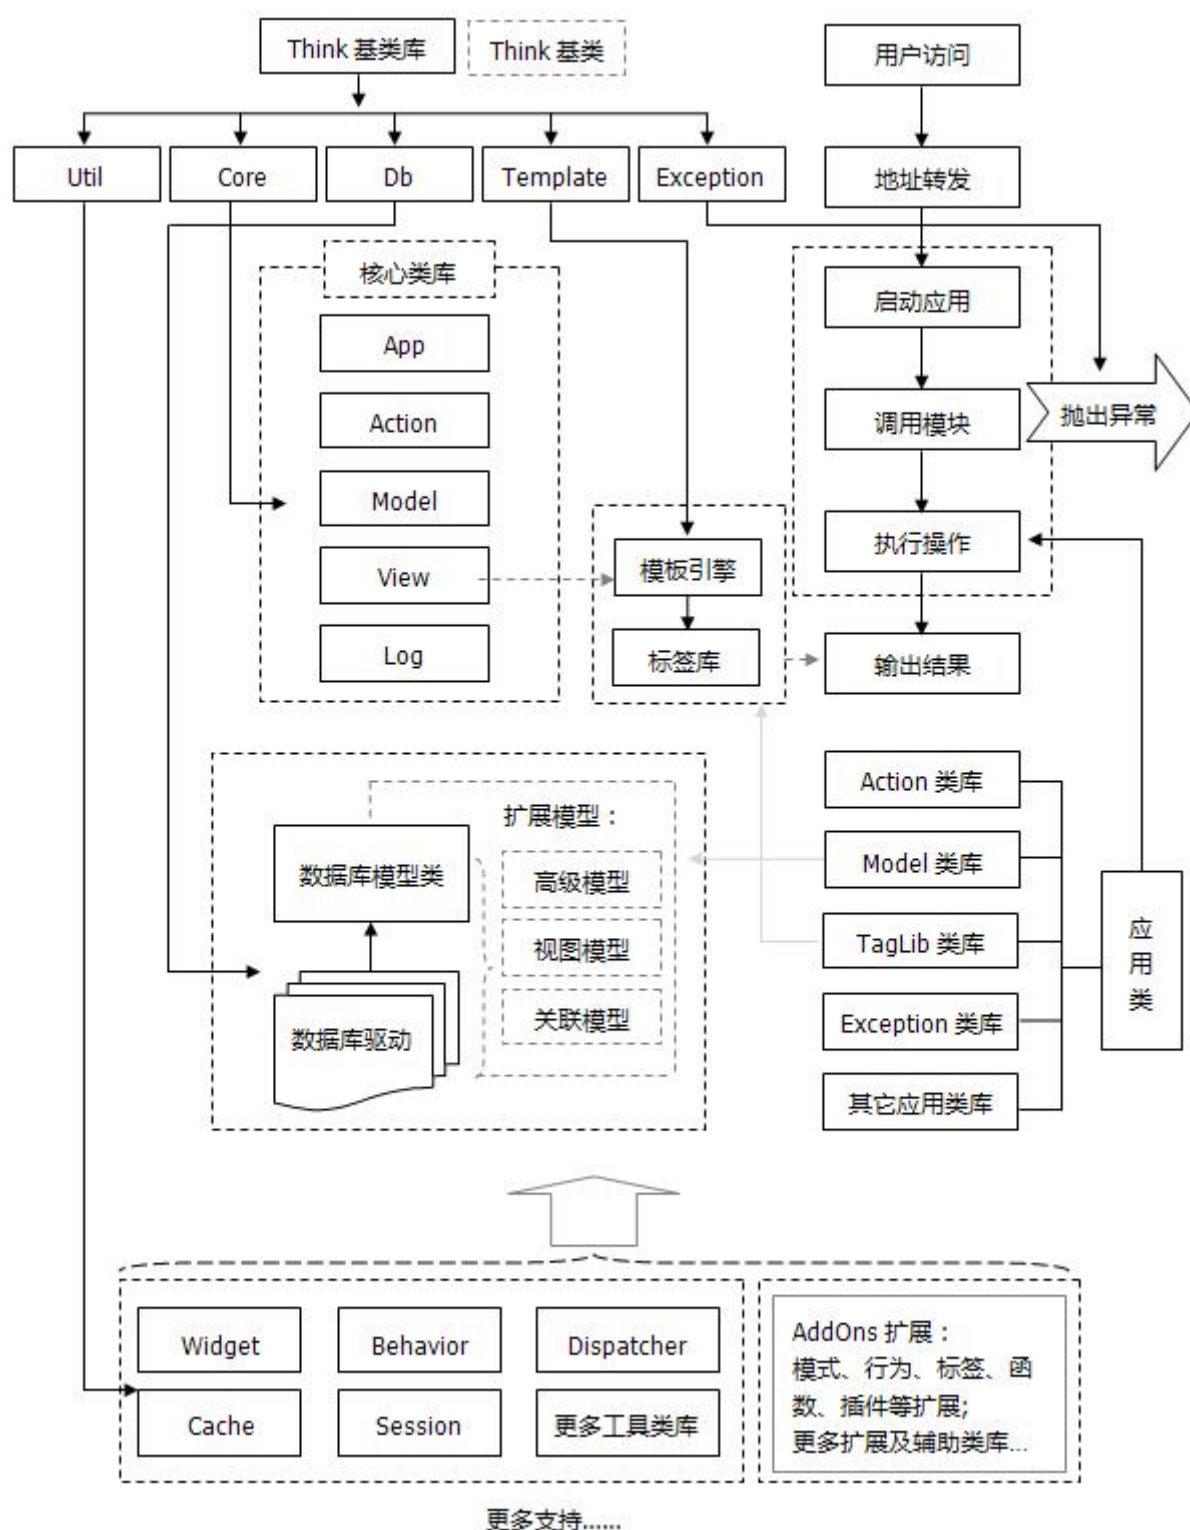 Think 基类库
Think 基类
用户访问
Util
Core
Db
Template
Exception
地址转发
核心类库
App
Action
Model
View
Log
模板引擎
标签库
启动应用
调用模块
抛出异常
执行操作
输出结果
扩展模型：
数据库模型类
高级模型
视图模型
关联模型
数据库驱动
Action 类库
Model 类库
TagLib 类库
Exception 类库
其它应用类库
应
用
类
Widget
Behavior
Dispatcher
Cache
Session
更多工具类库
AddOns 扩展：
模式、行为、标签、函
数、插件等扩展;
更多扩展及辅助类库...
更多支持......